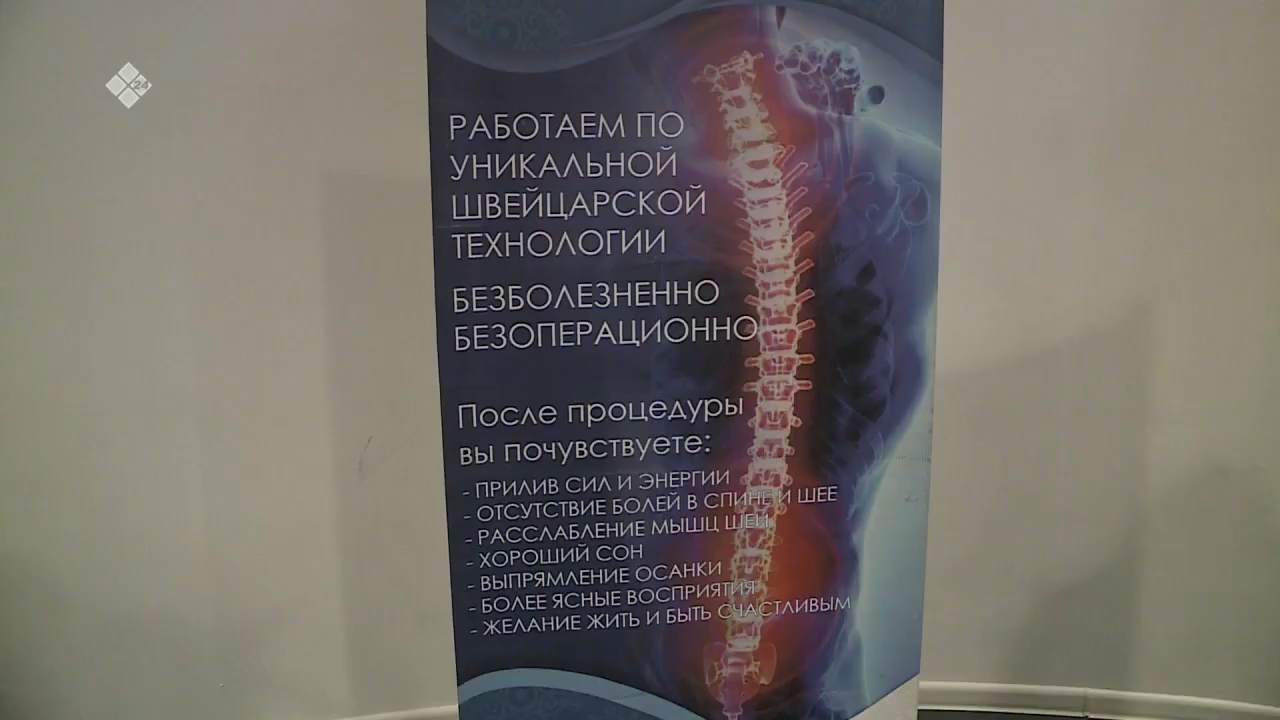 24
РАБОТАЕМ ПО
УНИКАЛЬНОЙ
ШВЕЙЦАРСКОЙ
ТЕХНОЛОГИИ
БЕЗБОЛЕЗНЕННО
БЕЗОПЕРАЦИОННО
После процедуры
вы почувствуете:
- ПРИЛИВ СИЛ И ЭНЕРГИИ
- ОТСУТСТВИЕ БОЛЕЙ В СПИНЕ И ШЕЕ
- РАССЛАБЛЕНИЕ МЫШЦ ШЕИ
- ХОРОШИЙ СОН
- ВЫПРЯМЛЕНИЕ ОСАНКИ
- БОЛЕЕ ЯСНЫЕ ВОСПРИЯТИЯ
- ЖЕЛАНИЕ ЖИТЬ И БЫТЬ СЧАСТЛИВЫМ